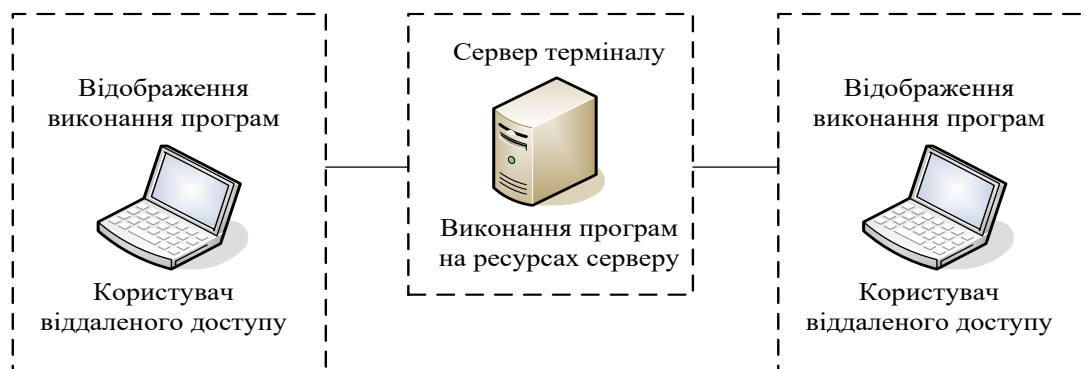 Відображення
виконання програм
Користувач
віддаленого доступу
Сервер терміналу
Виконання програм
на ресурсах серверу
Відображення
виконання програм
Користувач
віддаленого доступу